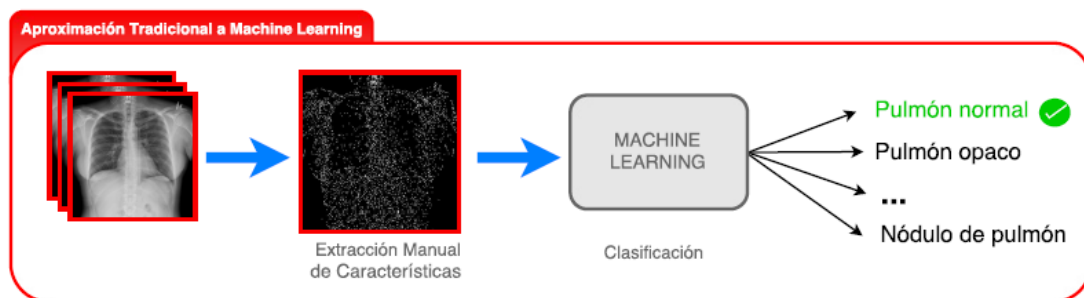 Aproximación Tradicional a Machine Learning
Extracción Manual
de Características
MACHINE
LEARNING
Clasificación
Pulmón normal
Pulmón opaco
...
Nódulo de pulmón